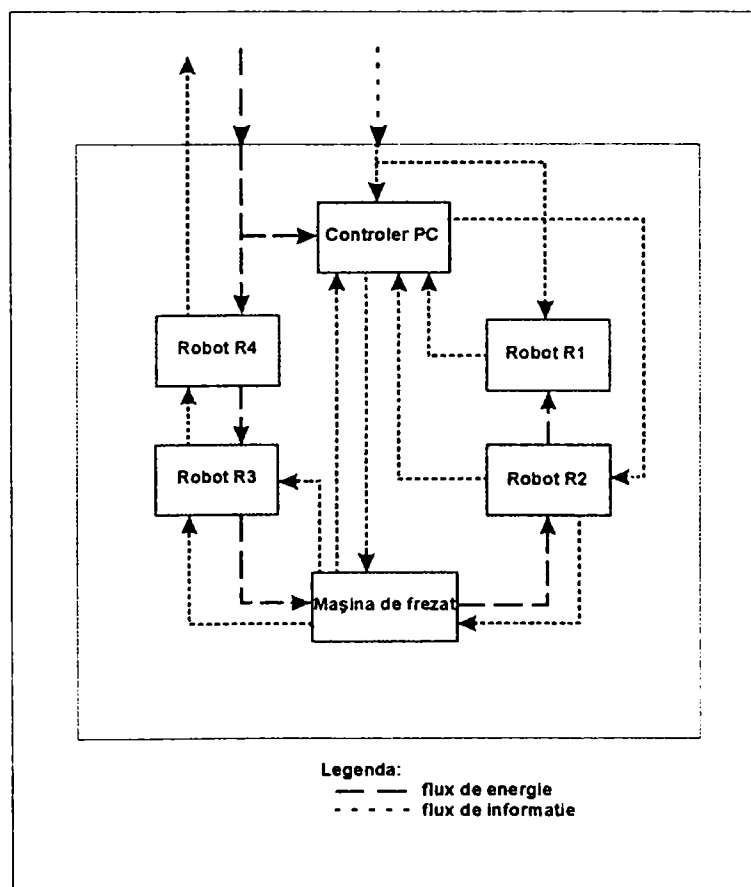 Controler PC
Robot R4
Robot R1
Robot R3
Robot R2
Maşina de frezat
Legenda:
flux de energie
flux de informatie